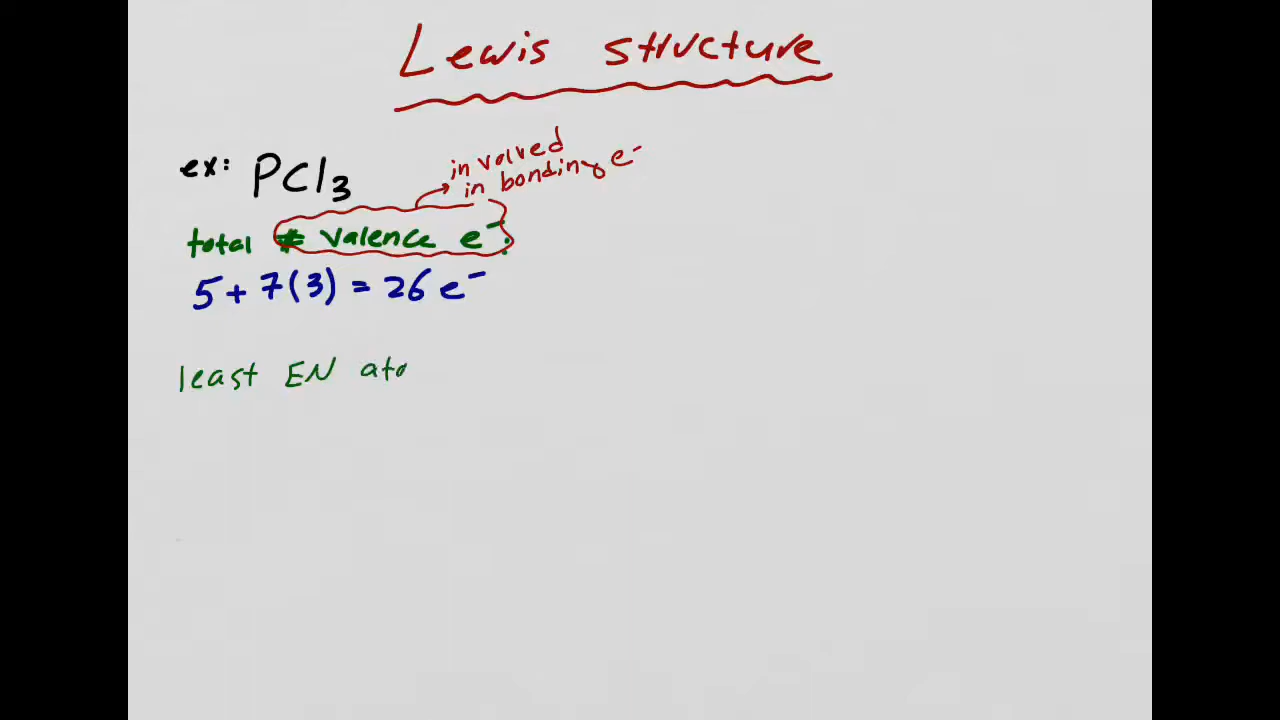 Lewis structure
ex: PCl₃
involved
in bonding e⁻
total # valence e⁻:
5 + 7(3) = 26 e⁻
least EN ato